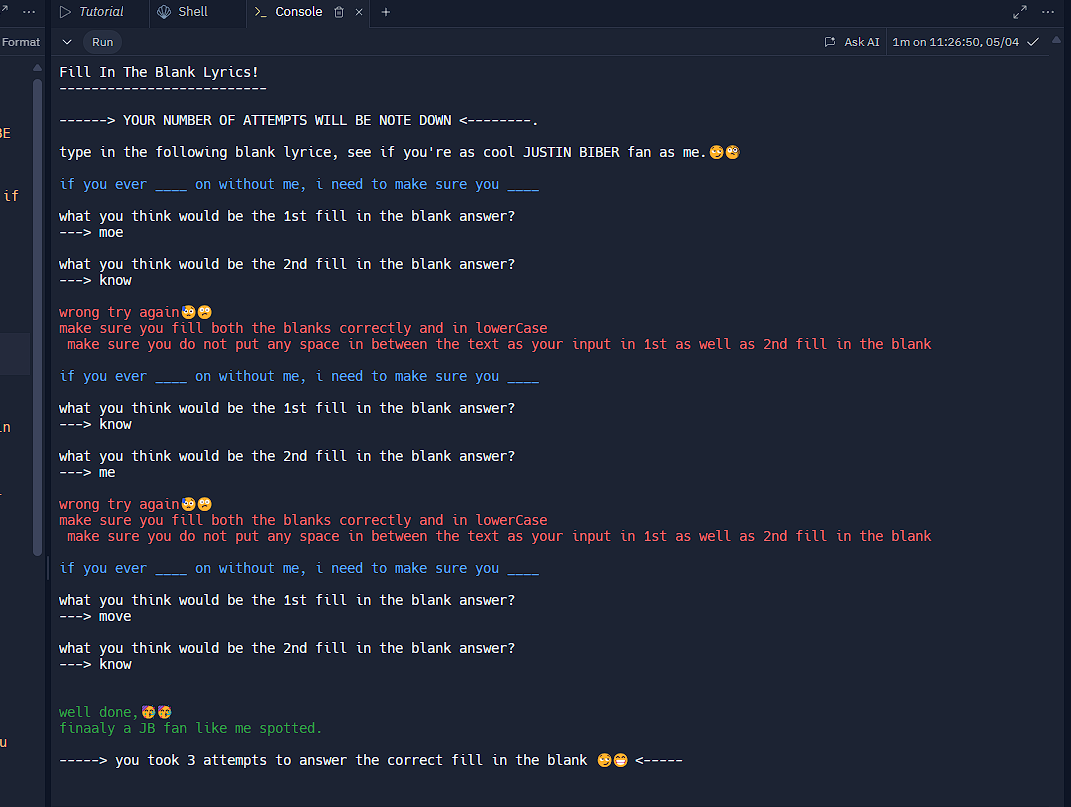 Tutorial
Shell
Console
Format
Run
Ask AI
1m on 11:26:50, 05/04
Fill In The Blank Lyrics!
--------------------------
------> YOUR NUMBER OF ATTEMPTS WILL BE NOTE DOWN <--------.
type in the following blank lyrice, see if you're as cool JUSTIN BIBER fan as me.😏🧐
if you ever ____ on without me, i need to make sure you ____
what you think would be the 1st fill in the blank answer?
---> moe
what you think would be the 2nd fill in the blank answer?
---> know
wrong try again😓🙁
make sure you fill both the blanks correctly and in lowerCase
make sure you do not put any space in between the text as your input in 1st as well as 2nd fill in the blank
if you ever ____ on without me, i need to make sure you ____
what you think would be the 1st fill in the blank answer?
---> know
what you think would be the 2nd fill in the blank answer?
---> me
wrong try again😓🙁
make sure you fill both the blanks correctly and in lowerCase
make sure you do not put any space in between the text as your input in 1st as well as 2nd fill in the blank
if you ever ____ on without me, i need to make sure you ____
what you think would be the 1st fill in the blank answer?
---> move
what you think would be the 2nd fill in the blank answer?
---> know
well done,🥳🥳
finaaly a JB fan like me spotted.
-----> you took 3 attempts to answer the correct fill in the blank 😏😁 <-----
BE
if
in
u